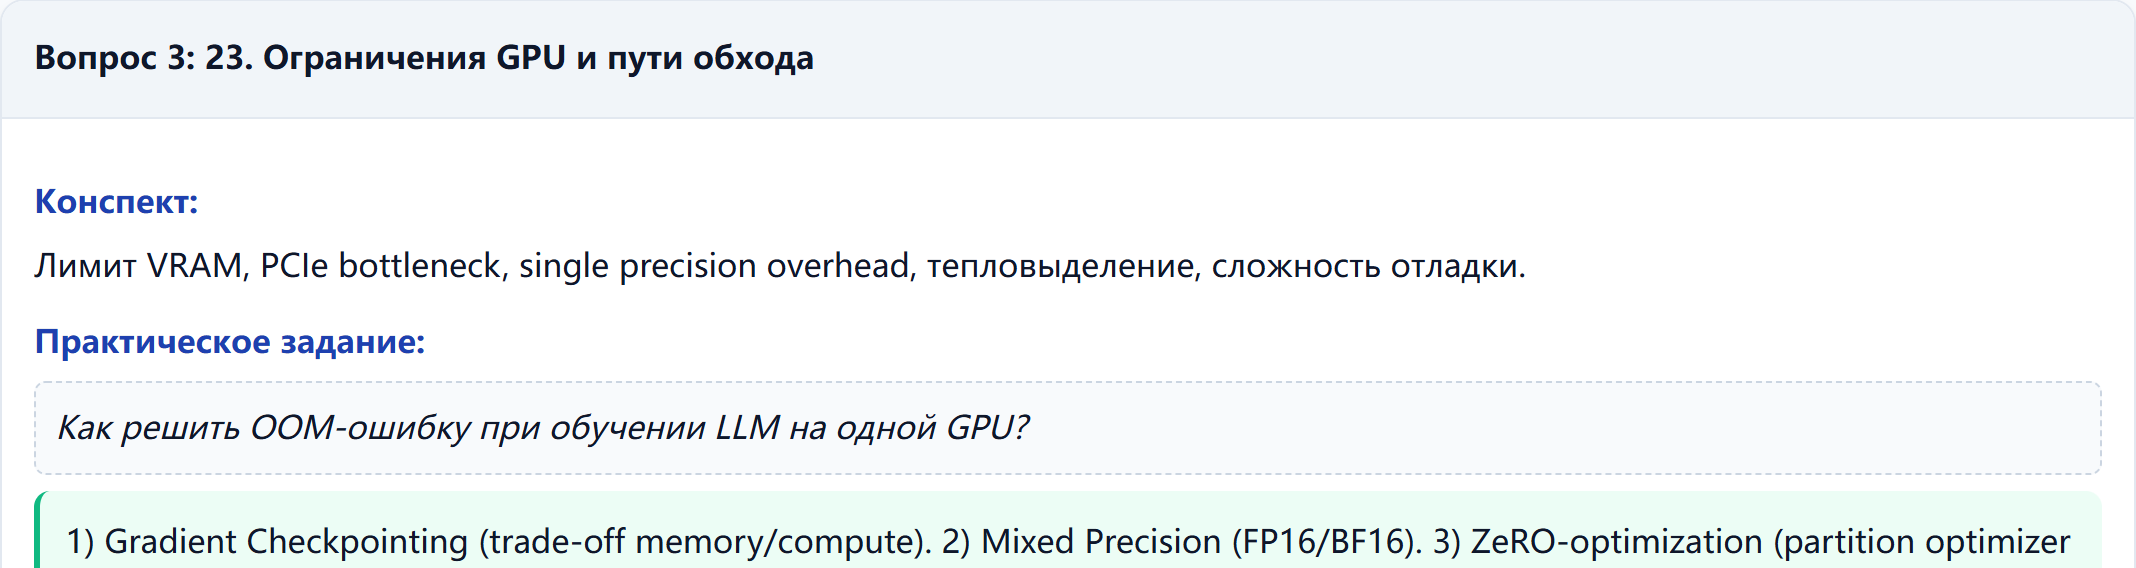 Вопрос 3: 23. Ограничения GPU и пути обхода
Конспект:
Лимит VRAM, PCIe bottleneck, single precision overhead, тепловыделение, сложность отладки.
Практическое задание:
Как решить OOM-ошибку при обучении LLM на одной GPU?
1) Gradient Checkpointing (trade-off memory/compute). 2) Mixed Precision (FP16/BF16). 3) ZeRO-optimization (partition optimizer